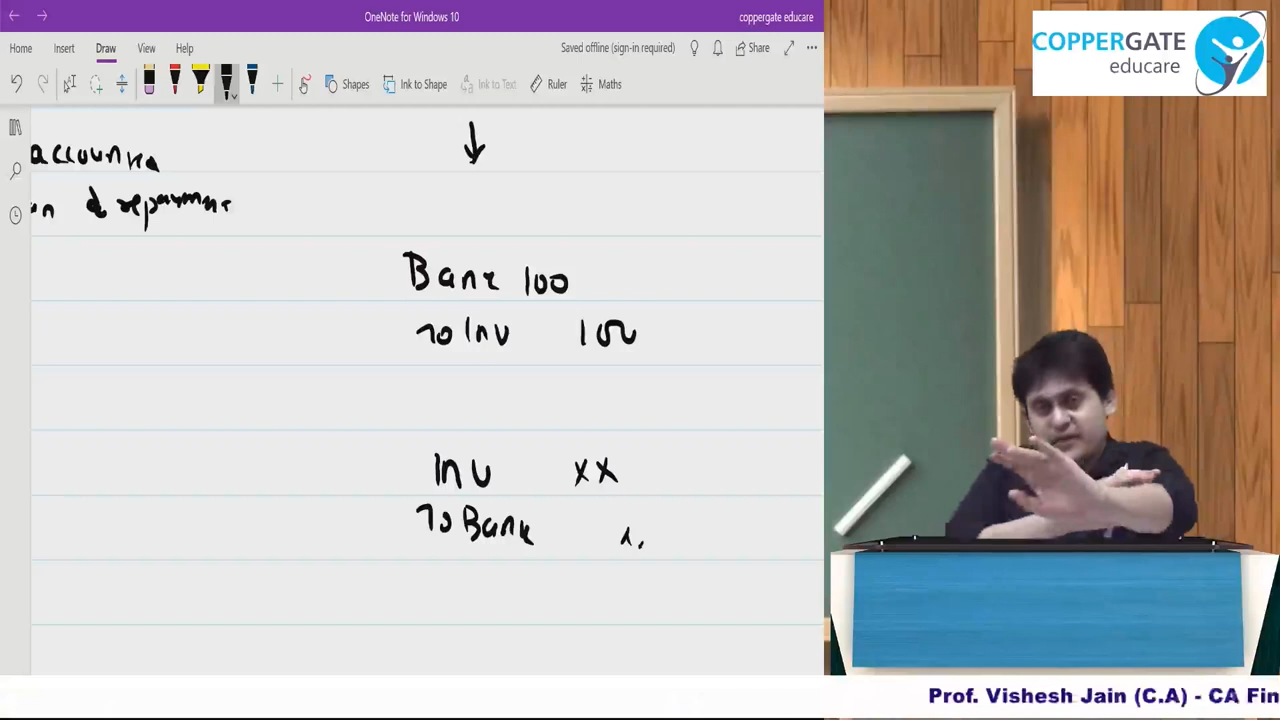 OneNote for Windows 10
coppergate educare
Home Insert Draw View Help
Saved offline (sign-in required)
Share
Shapes Ink to Shape Ink to Text Ruler Maths
COPPERGATE
educare
Bank 100
To Inv 100
Inv xx
To Bank
Prof. Vishesh Jain (C.A) - CA Fin